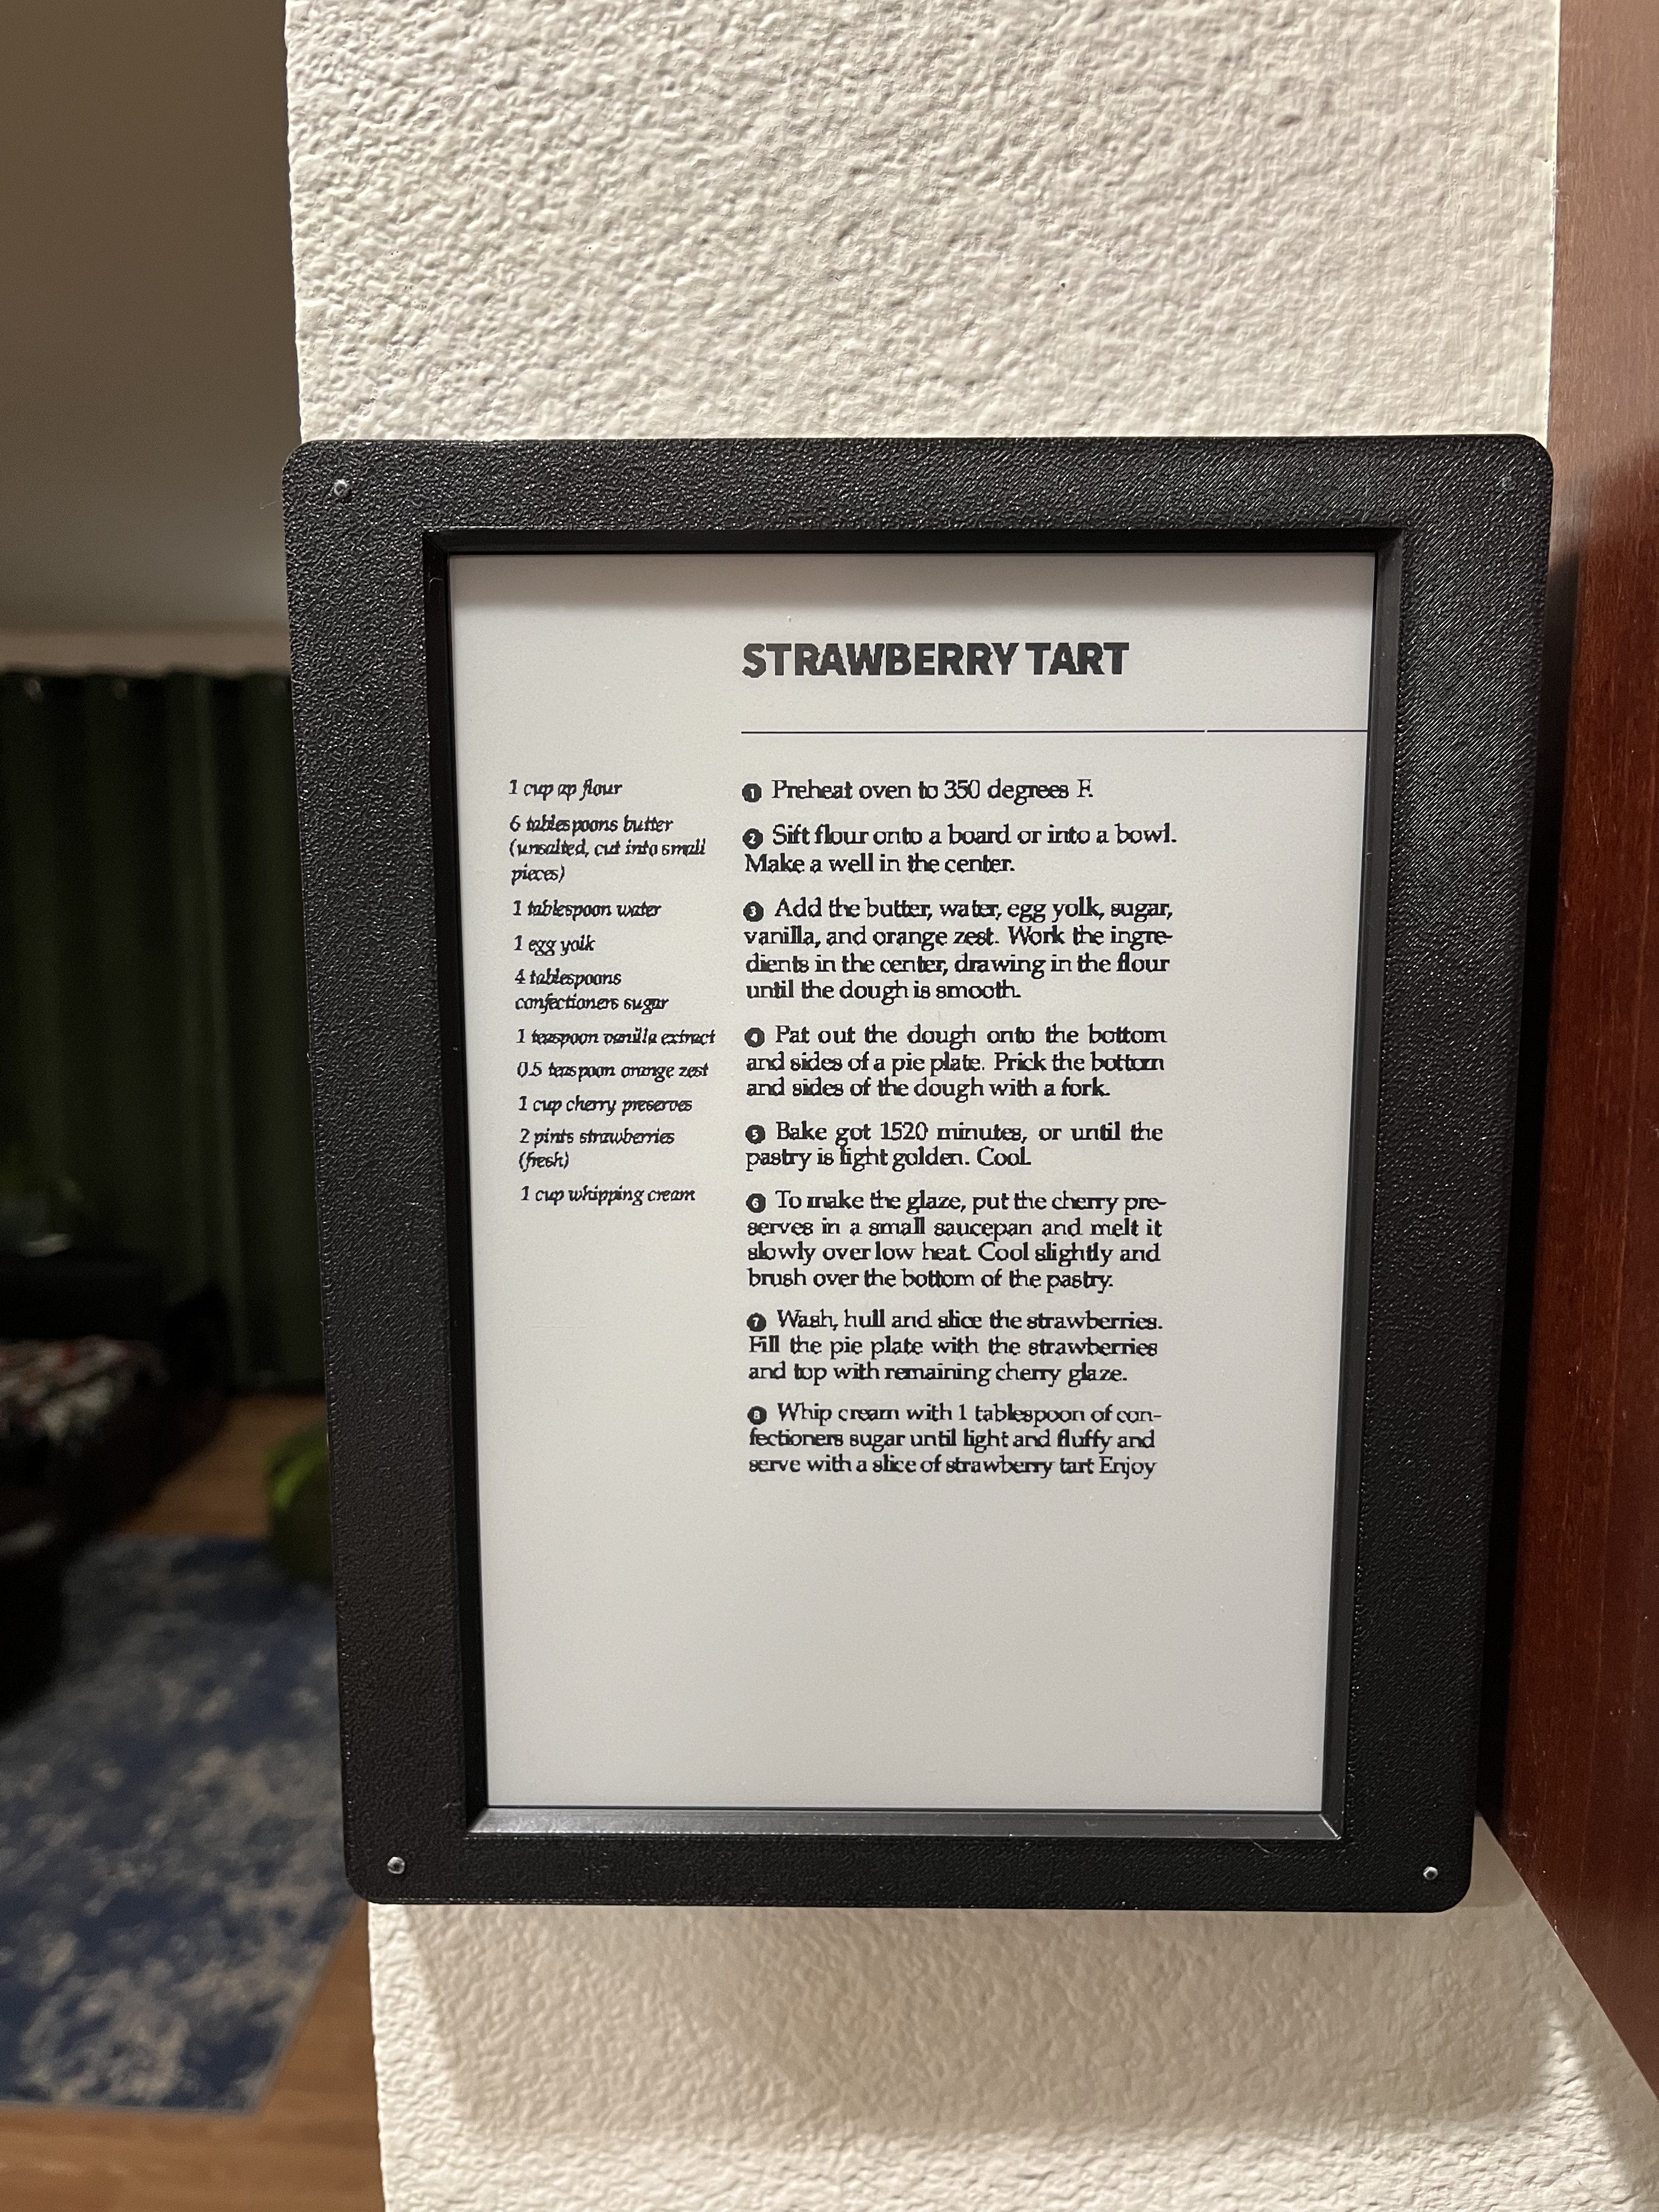 STRAWBERRY TART
1 cup ap flour
6 tablespoons butter
(unsalted, cut into small
pieces)
1 tablespoon water
1 egg yolk
4 tablespoons
confectioners sugar
1 teaspoon vanilla extract
0.5 teaspoon orange zest
1 cup cherry preserves
2 pints strawberries
(fresh)
1 cup whipping cream
1 Preheat oven to 350 degrees F.
2 Sift flour onto a board or into a bowl.
Make a well in the center.
3 Add the butter, water, egg yolk, sugar,
vanilla, and orange zest. Work the ingre-
dients in the center, drawing in the flour
until the dough is smooth.
4 Pat out the dough onto the bottom
and sides of a pie plate. Prick the bottom
and sides of the dough with a fork.
5 Bake got 1520 minutes, or until the
pastry is light golden. Cool.
6 To make the glaze, put the cherry pre-
serves in a small saucepan and melt it
slowly over low heat. Cool slightly and
brush over the bottom of the pastry.
7 Wash, hull and slice the strawberries.
Fill the pie plate with the strawberries
and top with remaining cherry glaze.
8 Whip cream with 1 tablespoon of con-
fectioners sugar until light and fluffy and
serve with a slice of strawberry tart Enjoy